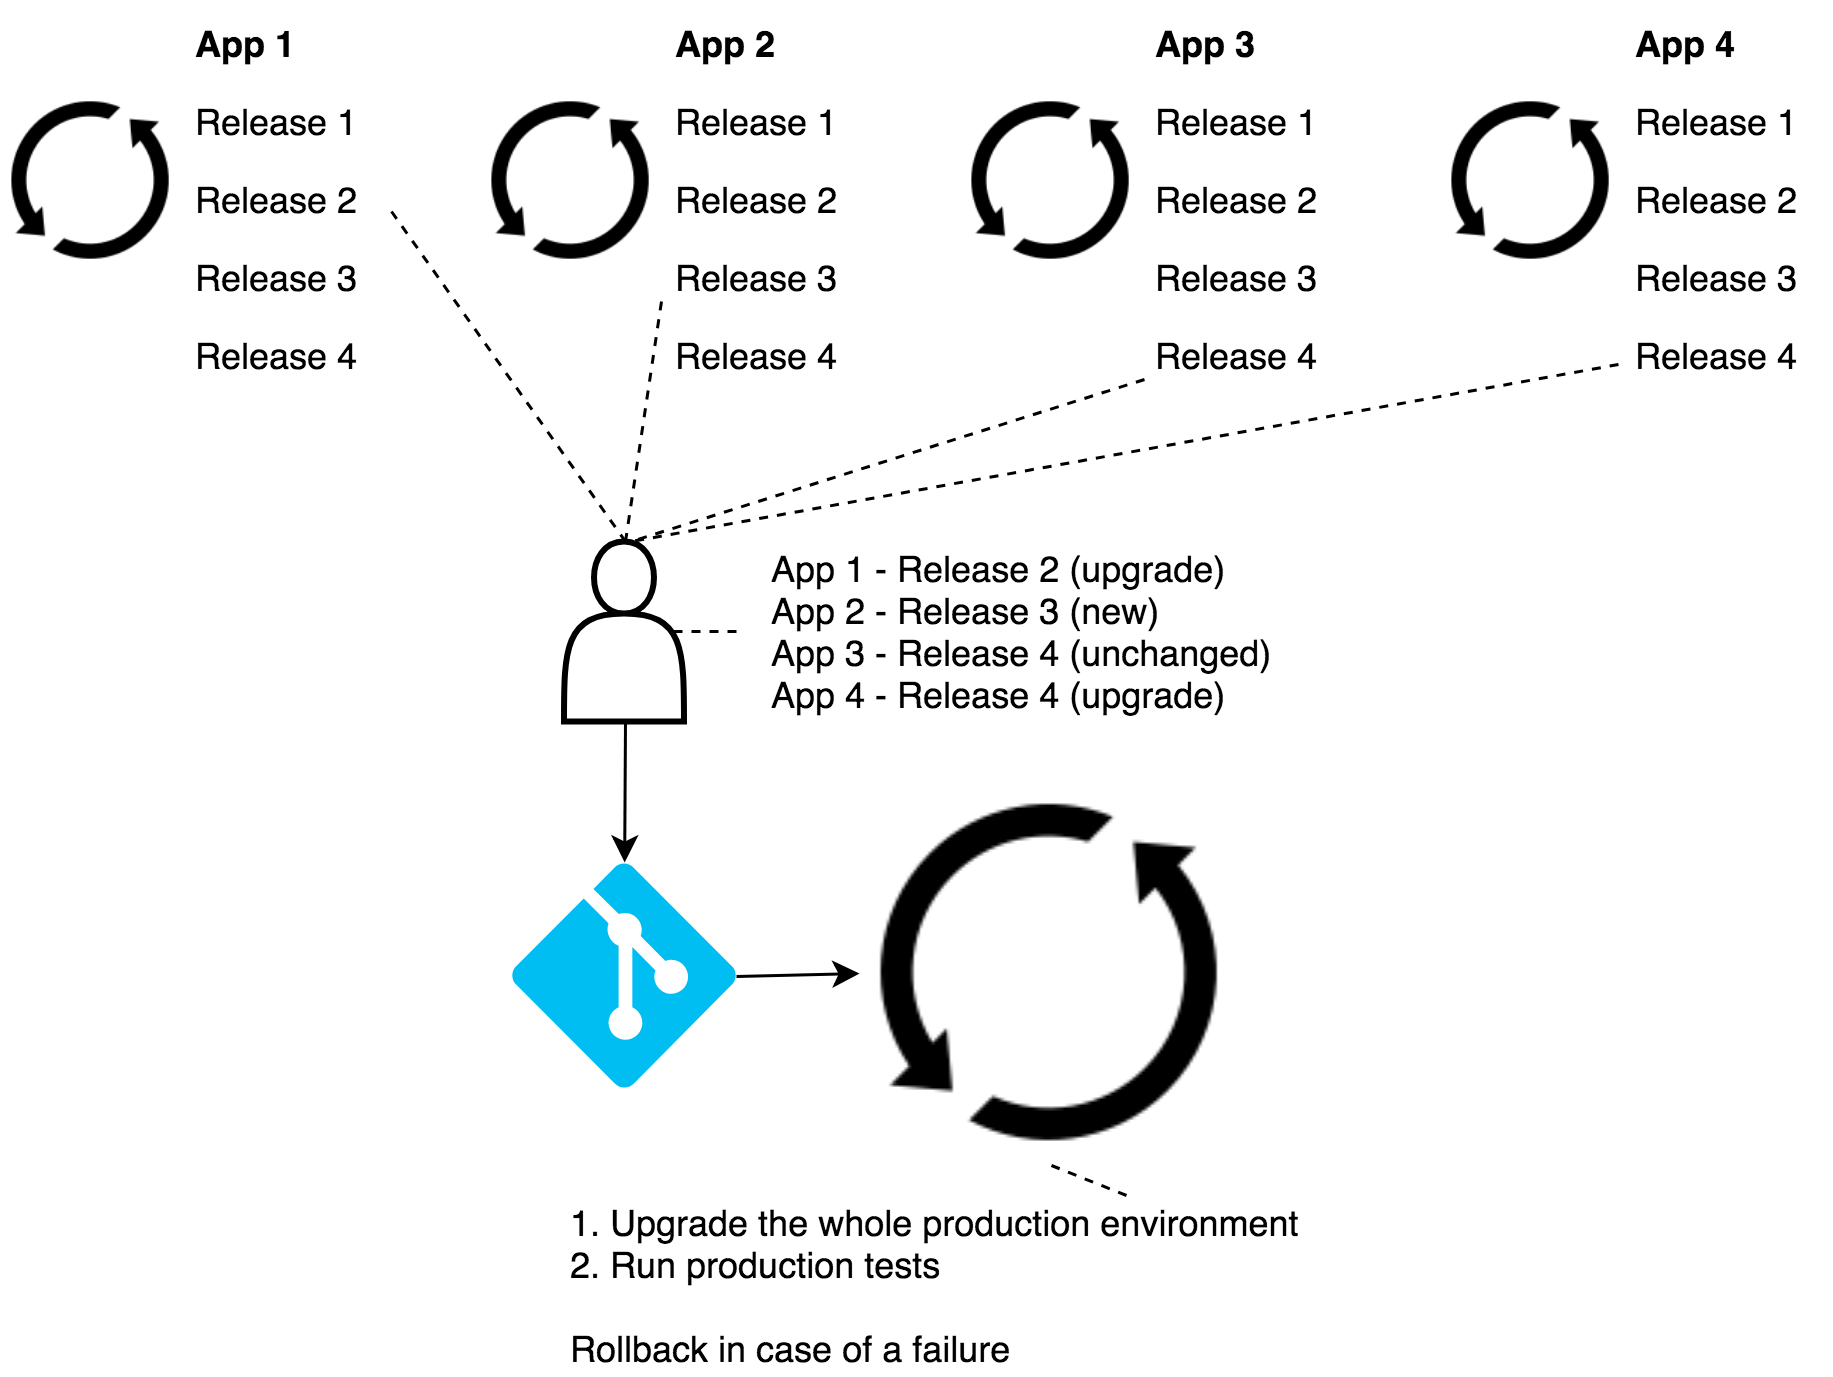 App 1
Release 1
Release 2
Release 3
Release 4
App 2
Release 1
Release 2
Release 3
Release 4
App 3
Release 1
Release 2
Release 3
Release 4
App 4
Release 1
Release 2
Release 3
Release 4
App 1 - Release 2 (upgrade)
App 2 - Release 3 (new)
App 3 - Release 4 (unchanged)
App 4 - Release 4 (upgrade)
1. Upgrade the whole production environment
2. Run production tests
Rollback in case of a failure